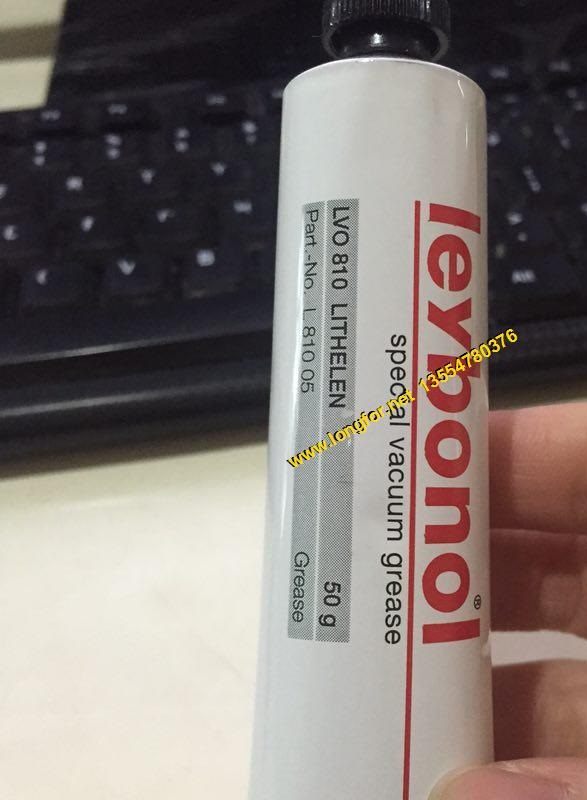 leybonol®
special vacuum grease
LVO 810 LITHELEN 50 g
Part.-No. L 810 05 Grease
www.longfor.net 13554780376